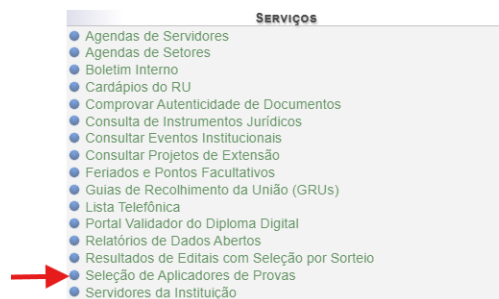 Serviços
Agendas de Servidores
Agendas de Setores
Boletim Interno
Cardápios do RU
Comprovar Autenticidade de Documentos
Consulta de Instrumentos Jurídicos
Consultar Eventos Institucionais
Consultar Projetos de Extensão
Feriados e Pontos Facultativos
Guias de Recolhimento da União (GRUs)
Lista Telefônica
Portal Validador do Diploma Digital
Relatórios de Dados Abertos
Resultados de Editais com Seleção por Sorteio
Seleção de Aplicadores de Provas
Servidores da Instituição